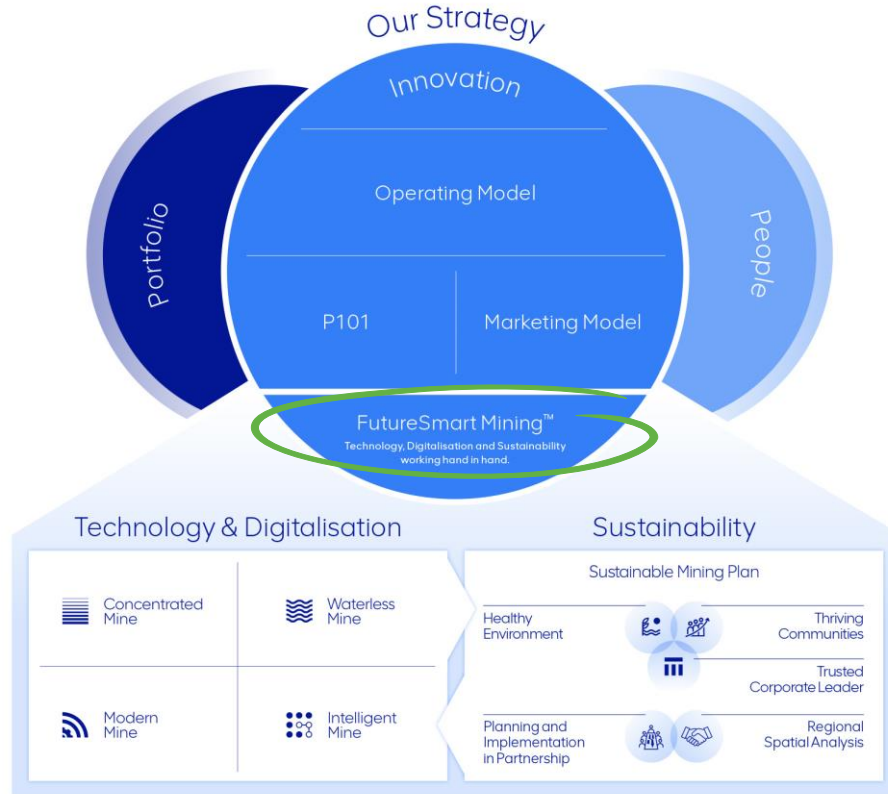 Our Strategy
Innovation
Operating Model
Portfolio
People
P101
Marketing Model
FutureSmart Mining™
Technology, Digitalisation and Sustainability
working hand in hand.
Technology & Digitalisation
Concentrated
Mine
Waterless
Mine
Modern
Mine
Intelligent
Mine
Sustainability
Sustainable Mining Plan
Healthy
Environment
Thriving
Communities
Trusted
Corporate Leader
Planning and
Implementation
in Partnership
Regional
Spatial Analysis